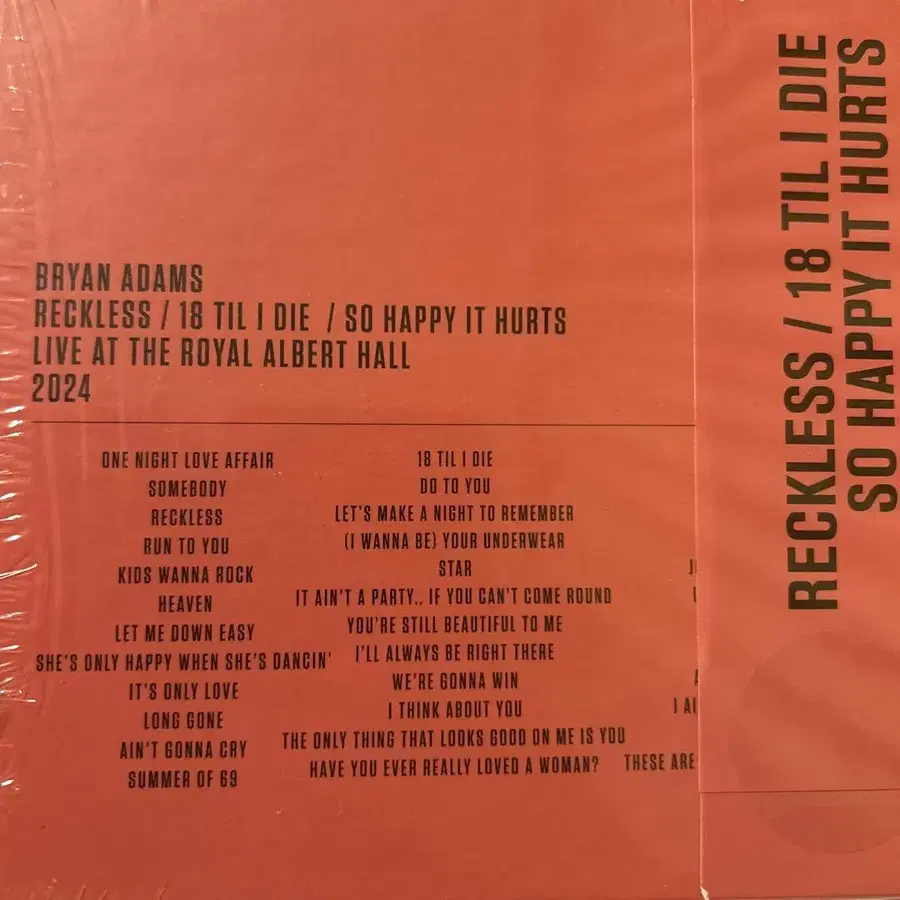 BRYAN ADAMS
RECKLESS / 18 TIL I DIE / SO HAPPY IT HURTS
LIVE AT THE ROYAL ALBERT HALL
2024
ONE NIGHT LOVE AFFAIR
SOMEBODY
RECKLESS
RUN TO YOU
KIDS WANNA ROCK
HEAVEN
LET ME DOWN EASY
SHE'S ONLY HAPPY WHEN SHE'S DANCIN'
IT'S ONLY LOVE
LONG GONE
AIN'T GONNA CRY
SUMMER OF 69
18 TIL I DIE
DO TO YOU
LET'S MAKE A NIGHT TO REMEMBER
(I WANNA BE) YOUR UNDERWEAR
STAR
IT AIN'T A PARTY.. IF YOU CAN'T COME ROUND
YOU'RE STILL BEAUTIFUL TO ME
I'LL ALWAYS BE RIGHT THERE
WE'RE GONNA WIN
I THINK ABOUT YOU
THE ONLY THING THAT LOOKS GOOD ON ME IS YOU
HAVE YOU EVER REALLY LOVED A WOMAN?
THESE ARE
RECKLESS / 18 TIL I DIE
SO HAPPY IT HURTS